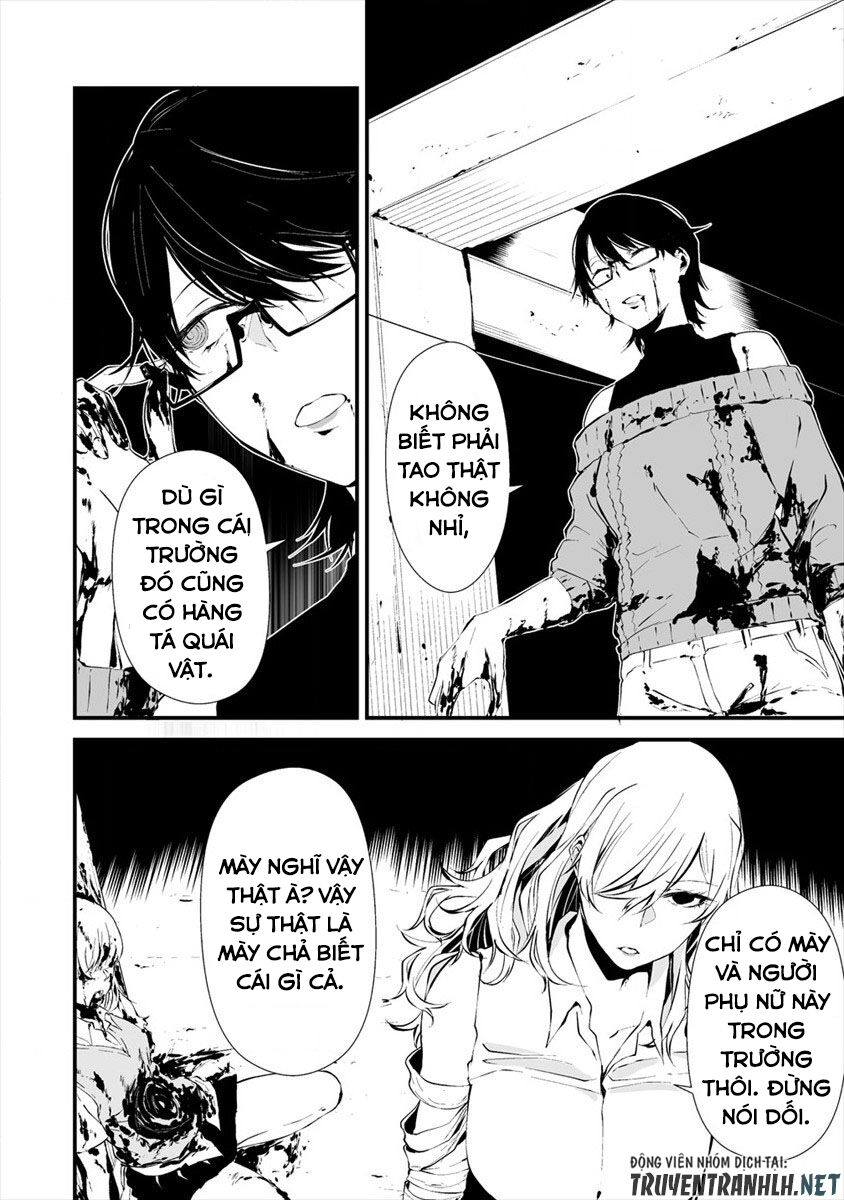 KHÔNG
BIẾT PHẢI
TAO THẬT
KHÔNG
NHỈ,
DÙ GÌ
TRONG CÁI
TRƯỜNG
ĐÓ CŨNG
CÓ HÀNG
TÁ QUÁI
VẬT.
CHỈ CÓ MÀY
VÀ NGƯỜI
PHỤ NỮ NÀY
TRONG
TRƯỜNG
THÔI. ĐỪNG
NÓI DỐI.
MÀY NGHĨ VẬY
THẬT À? VẬY
SỰ THẬT LÀ
MÀY CHẢ BIẾT
CÁI GÌ CẢ.
ĐỘNG VIÊN NHÓM DỊCH TẠI:
TRUYENTRANHLH.NET